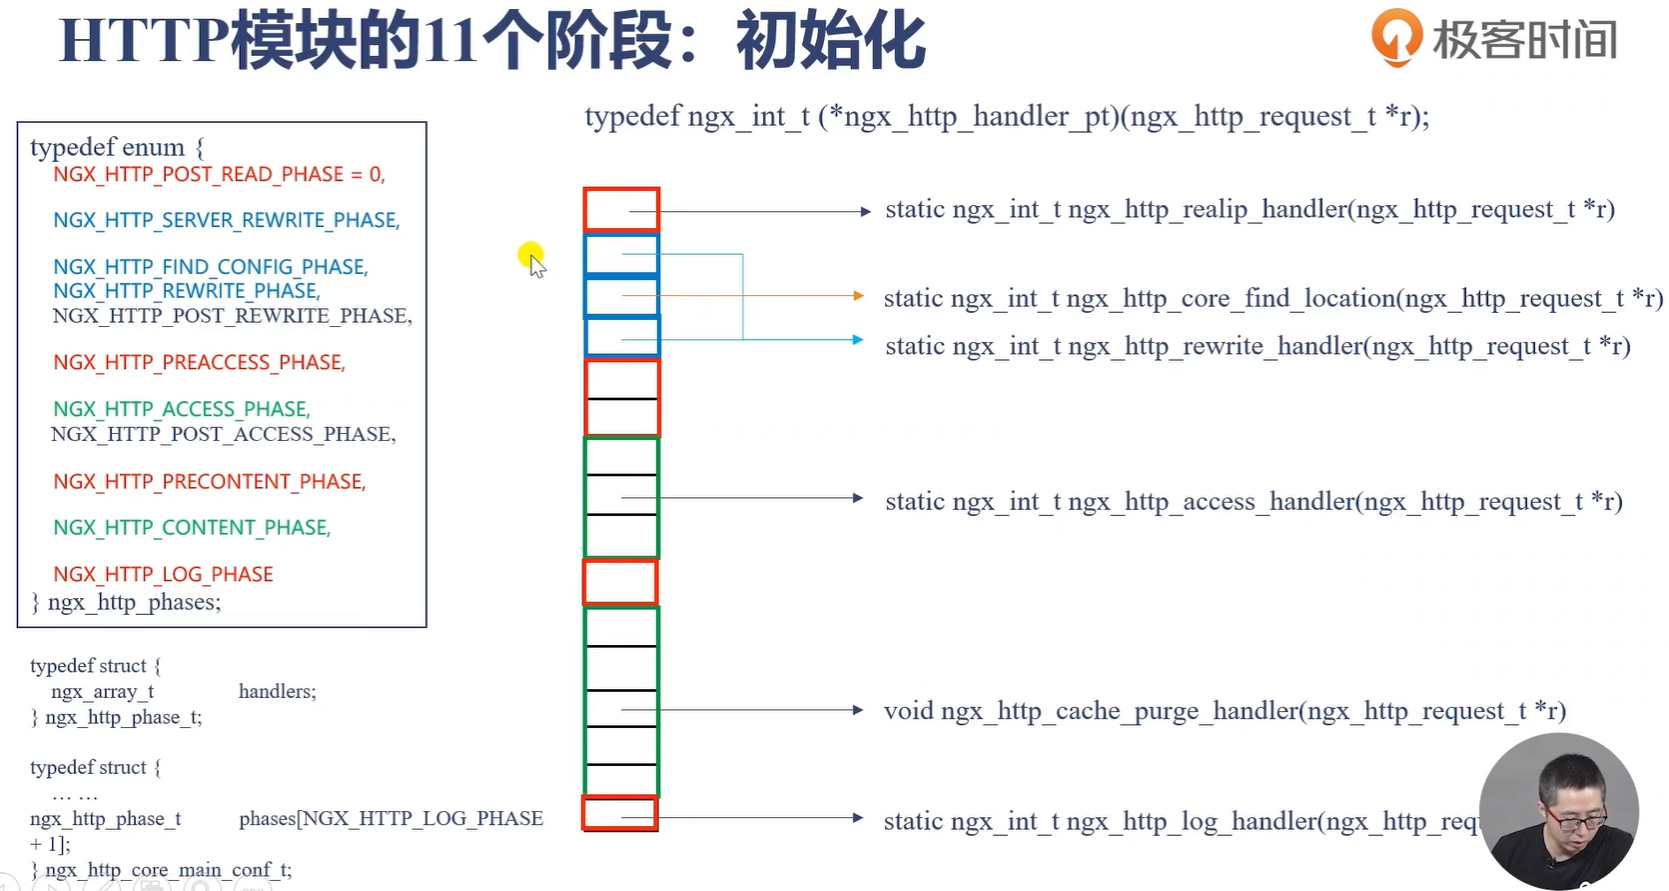 HTTP模块的11个阶段：初始化
极客时间
typedef ngx_int_t (*ngx_http_handler_pt)(ngx_http_request_t *r);
typedef enum {
NGX_HTTP_POST_READ_PHASE = 0,
NGX_HTTP_SERVER_REWRITE_PHASE,
NGX_HTTP_FIND_CONFIG_PHASE,
NGX_HTTP_REWRITE_PHASE,
NGX_HTTP_POST_REWRITE_PHASE,
NGX_HTTP_PREACCESS_PHASE,
NGX_HTTP_ACCESS_PHASE,
NGX_HTTP_POST_ACCESS_PHASE,
NGX_HTTP_PRECONTENT_PHASE,
NGX_HTTP_CONTENT_PHASE,
NGX_HTTP_LOG_PHASE
} ngx_http_phases;
typedef struct {
ngx_array_t handlers;
} ngx_http_phase_t;
typedef struct {
… …
ngx_http_phase_t phases[NGX_HTTP_LOG_PHASE
+ 1];
} ngx_http_core_main_conf_t;
static ngx_int_t ngx_http_realip_handler(ngx_http_request_t *r)
static ngx_int_t ngx_http_core_find_location(ngx_http_request_t *r)
static ngx_int_t ngx_http_rewrite_handler(ngx_http_request_t *r)
static ngx_int_t ngx_http_access_handler(ngx_http_request_t *r)
void ngx_http_cache_purge_handler(ngx_http_request_t *r)
static ngx_int_t ngx_http_log_handler(ngx_http_req